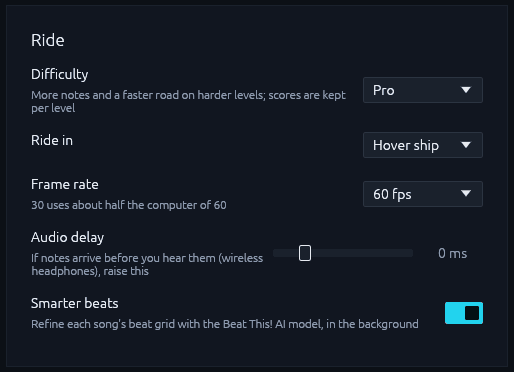 Ride
Difficulty
More notes and a faster road on harder levels; scores are kept
per level
Pro
Ride in
Hover ship
Frame rate
30 uses about half the computer of 60
60 fps
Audio delay
If notes arrive before you hear them (wireless
headphones), raise this
0 ms
Smarter beats
Refine each song's beat grid with the Beat This! AI model, in the background